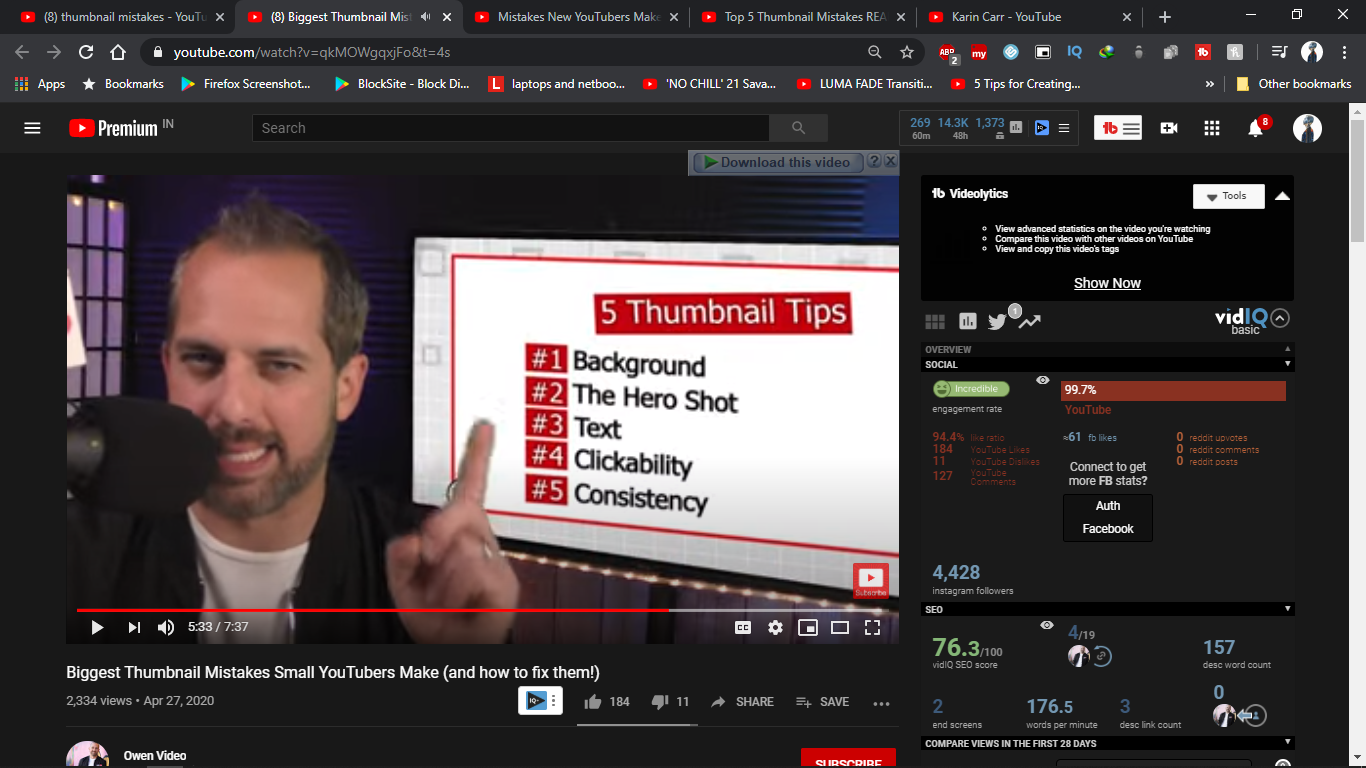 (8) thumbnail mistakes - YouTu
(8) Biggest Thumbnail Mist
Mistakes New YouTubers Make
Top 5 Thumbnail Mistakes REA
Karin Carr - YouTube
youtube.com/watch?v=qkMOWgqxjFo&t=4s
ABD
2
my
IQ
Apps
Bookmarks
Firefox Screenshot...
BlockSite - Block Di...
L
laptops and netboo...
'NO CHILL' 21 Sava...
LUMA FADE Transiti...
5 Tips for Creating...
»
Other bookmarks
Premium IN
Search
269 14.3K 1,373
60m 48h
8
Download this video ? X
5 Thumbnail Tips
#1 Background
#2 The Hero Shot
#3 Text
#4 Clickability
#5 Consistency
Subscribe
5:33 / 7:37
CC
Biggest Thumbnail Mistakes Small YouTubers Make (and how to fix them!)
2,334 views • Apr 27, 2020
IQ
184
11
SHARE
SAVE
Owen Video
SUBSCRIBE
tb Videolytics
Tools
View advanced statistics on the video you're watching
Compare this video with other videos on YouTube
View and copy this video's tags
Show Now
1
vidIQ
basic
OVERVIEW
SOCIAL
Incredible
engagement rate
99.7%
YouTube
94.4% like ratio
184 YouTube Likes
11 YouTube Dislikes
127 YouTube
Comments
≈61 fb likes
0 reddit upvotes
0 reddit comments
0 reddit posts
Connect to get
more FB stats?
Auth
Facebook
4,428
instagram followers
SEO
76.3/100
vidIQ SEO score
4/19
157
desc word count
2
end screens
176.5
words per minute
3
desc link count
0
COMPARE VIEWS IN THE FIRST 28 DAYS